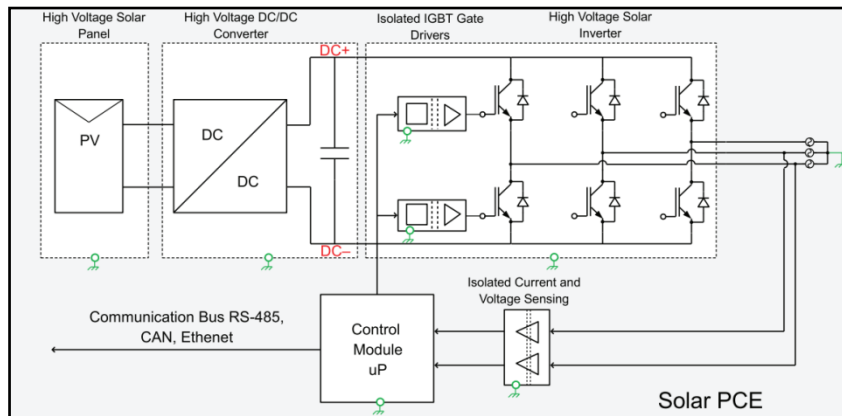 High Voltage Solar
Panel
High Voltage DC/DC
Converter
Isolated IGBT Gate
Drivers
High Voltage Solar
Inverter
DC+
PV
DC
DC
DC–
Isolated Current and
Voltage Sensing
Communication Bus RS-485,
CAN, Ethenet
Control
Module
uP
Solar PCE